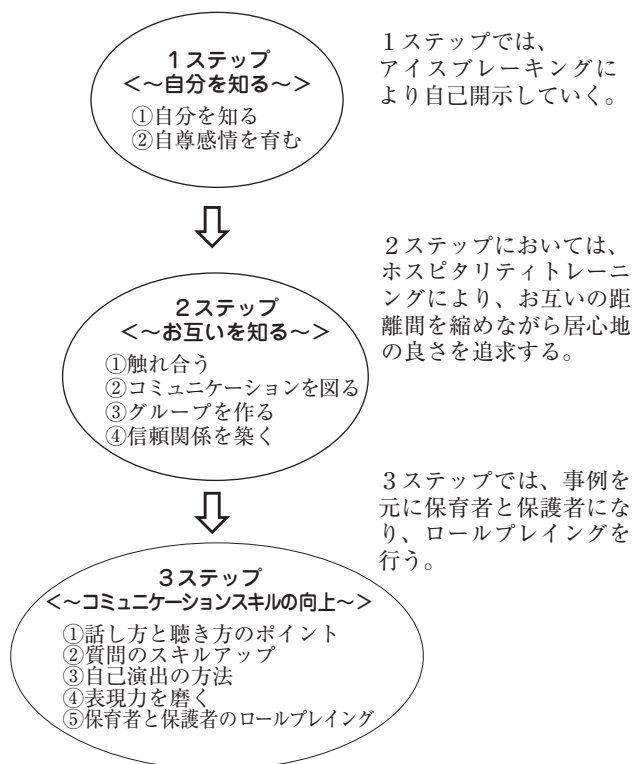 1ステップ
<～自分を知る～>
①自分を知る
②自尊感情を育む
1ステップでは、
アイスブレーキングに
より自己開示していく。
2ステップ
<～お互いを知る～>
①触れ合う
②コミュニケーションを図る
③グループを作る
④信頼関係を築く
2ステップにおいては、
ホスピタリティトレーニ
ングにより、お互いの距
離間を縮めながら居心地
の良さを追求する。
3ステップ
<～コミュニケーションスキルの向上～>
①話し方と聴き方のポイント
②質問のスキルアップ
③自己演出の方法
④表現力を磨く
⑤保育者と保護者のロールプレイング
3ステップでは、事例を
元に保育者と保護者にな
り、ロールプレイングを
行う。